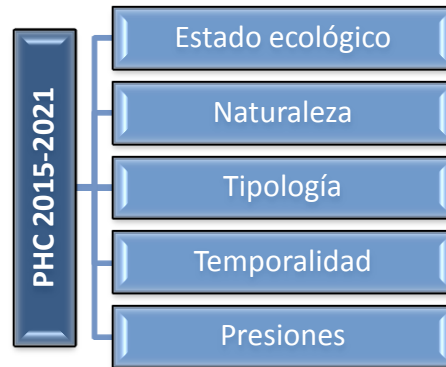 PHC 2015-2021
Estado ecológico
Naturaleza
Tipología
Temporalidad
Presiones